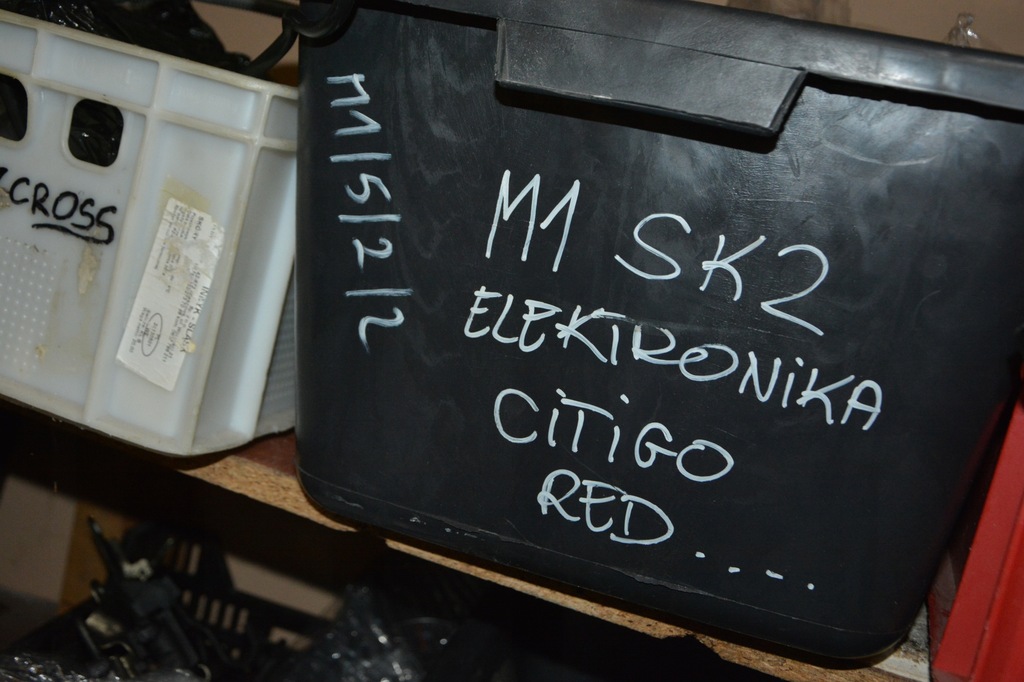 CROSS
M1/5/2/2
M1 SK2
ELEKTRONIKA
CITIGO
RED....